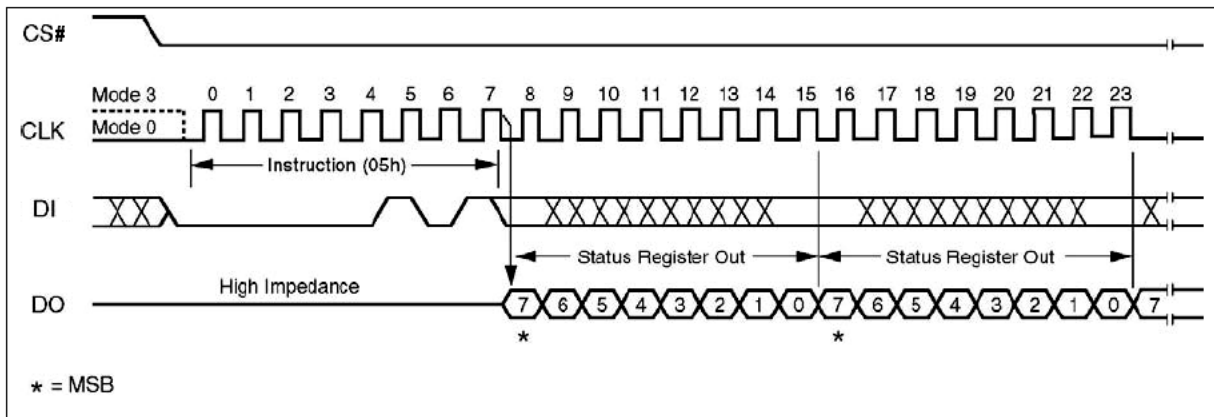 CS#
Mode 3
0 1 2 3 4 5 6 7 8 9 10 11 12 13 14 15 16 17 18 19 20 21 22 23
CLK
Mode 0
Instruction (05h)
DI
Status Register Out
Status Register Out
High Impedance
DO
7 6 5 4 3 2 1 0 7 6 5 4 3 2 1 0 7
* *
* = MSB